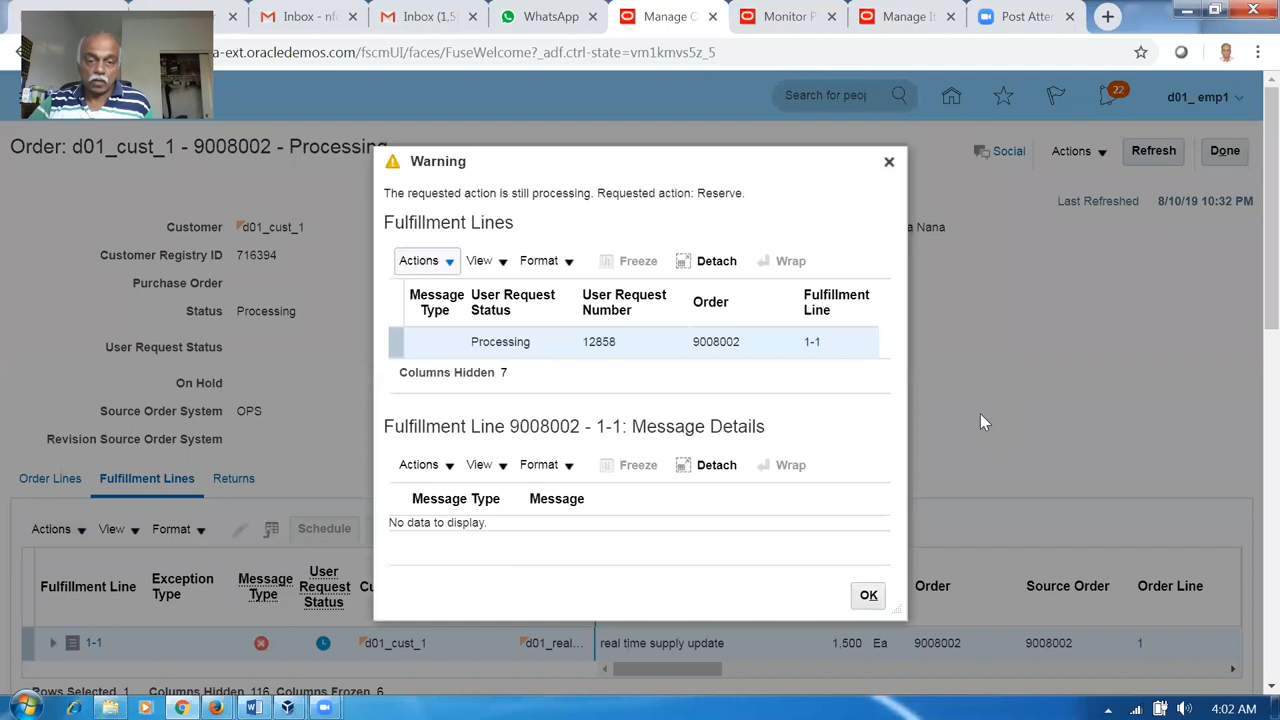 Inbox - nfc
Inbox (1,5
WhatsApp
Manage C
Monitor P
Manage I
Post Atter
a-ext.oracledemos.com/fscmUI/faces/FuseWelcome?_adf.ctrl-state=vm1kmvs5z_5
Search for peop
22
d01_ emp1
Order: d01_cust_1 - 9008002 - Processing
Social
Actions
Refresh
Done
Last Refreshed 8/10/19 10:32 PM
Customer d01_cust_1
a Nana
Customer Registry ID 716394
Purchase Order
Status Processing
User Request Status
On Hold
Source Order System OPS
Revision Source Order System
Warning
The requested action is still processing. Requested action: Reserve.
Fulfillment Lines
Actions View Format Freeze Detach Wrap
Message Type User Request Status User Request Number Order Fulfillment Line
Processing 12858 9008002 1-1
Columns Hidden 7
Fulfillment Line 9008002 - 1-1: Message Details
Actions View Format Freeze Detach Wrap
Message Type Message
No data to display.
OK
Order Lines Fulfillment Lines Returns
Actions View Format Schedule
Fulfillment Line Exception Type Message Type User Request Status Order Source Order Order Line
1-1 d01_cust_1 d01_real... real time supply update 1,500 Ea 9008002 9008002 1
Rows Selected 1 Columns Hidden 116 Columns Frozen 6
4:02 AM